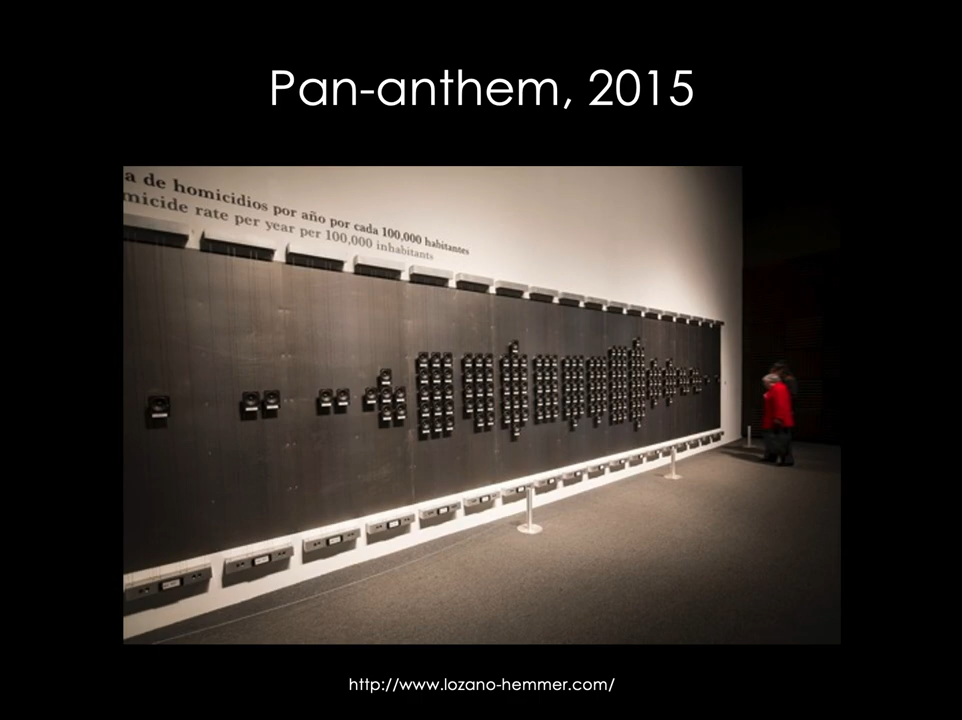 Pan-anthem, 2015
a de homicidios por año por cada 100,000 habitantes
micide rate per year per 100,000 inhabitants
http://www.lozano-hemmer.com/